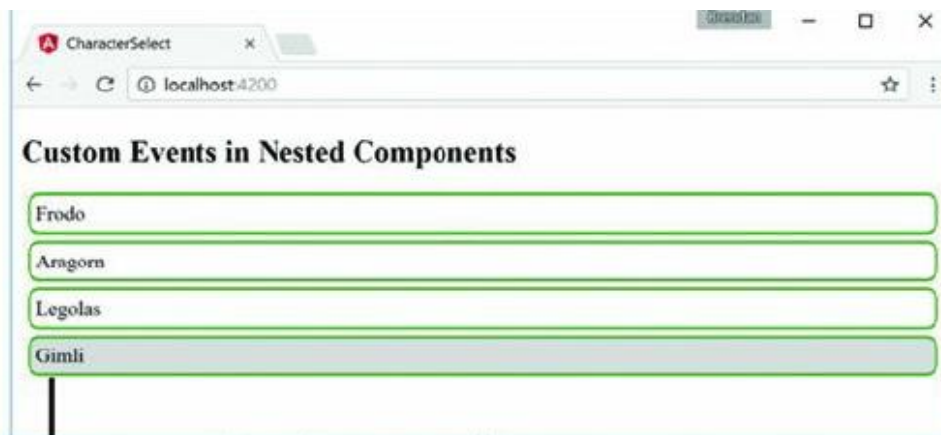 CharacterSelect
localhost:4200
Custom Events in Nested Components
Frodo
Aragorn
Legolas
Gimli